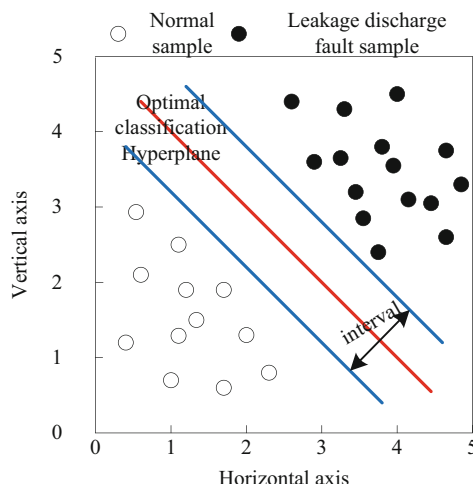 Normal sample
Leakage discharge fault sample
5
4
3
2
1
0
Vertical axis
Optimal
classification
Hyperplane
interval
0 1 2 3 4 5
Horizontal axis